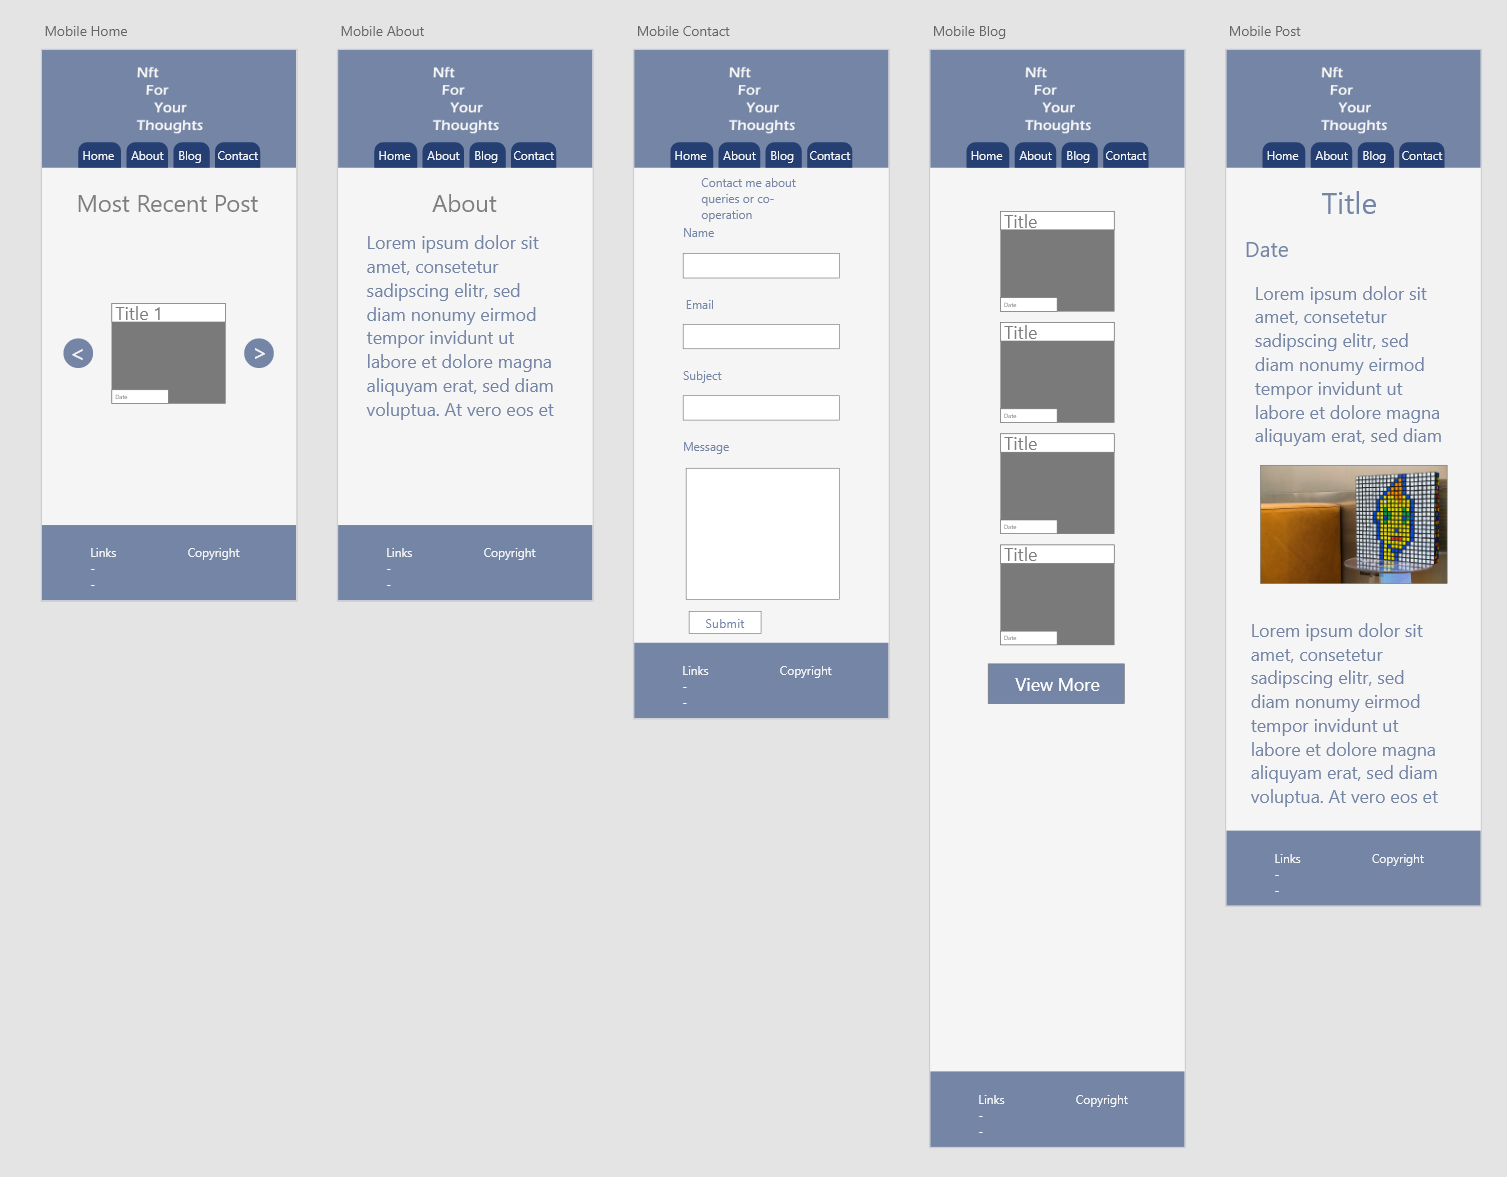 Mobile Home
Nft
For
Your
Thoughts
Home About Blog Contact
Most Recent Post
Title 1
<
>
Date
Links
-
-
Copyright
Mobile About
Nft
For
Your
Thoughts
Home About Blog Contact
About
Lorem ipsum dolor sit
amet, consetetur
sadipscing elitr, sed
diam nonumy eirmod
tempor invidunt ut
labore et dolore magna
aliquyam erat, sed diam
voluptua. At vero eos et
Links
-
-
Copyright
Mobile Contact
Nft
For
Your
Thoughts
Home About Blog Contact
Contact me about
queries or co-
operation
Name
Email
Subject
Message
Submit
Links
-
-
Copyright
Mobile Blog
Nft
For
Your
Thoughts
Home About Blog Contact
Title
Date
Title
Date
Title
Date
Title
Date
View More
Links
-
-
Copyright
Mobile Post
Nft
For
Your
Thoughts
Home About Blog Contact
Title
Date
Lorem ipsum dolor sit
amet, consetetur
sadipscing elitr, sed
diam nonumy eirmod
tempor invidunt ut
labore et dolore magna
aliquyam erat, sed diam
Lorem ipsum dolor sit
amet, consetetur
sadipscing elitr, sed
diam nonumy eirmod
tempor invidunt ut
labore et dolore magna
aliquyam erat, sed diam
voluptua. At vero eos et
Links
-
-
Copyright